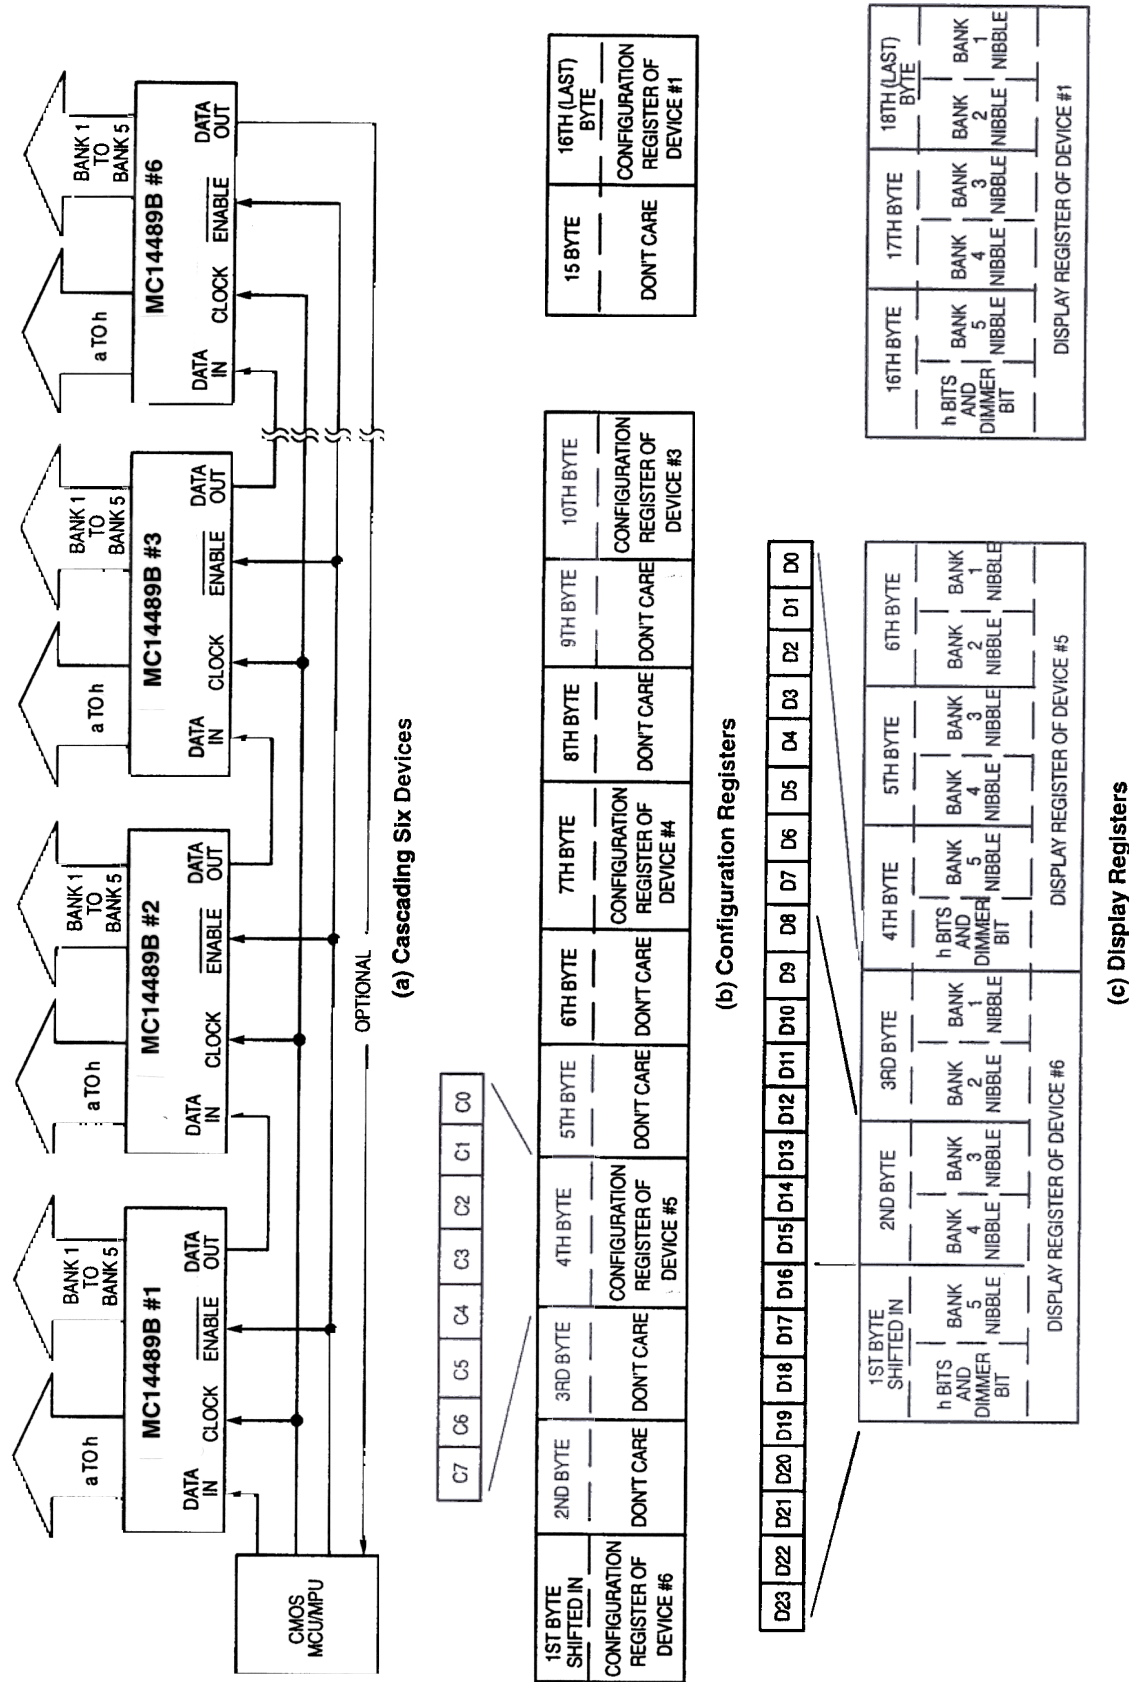 BANK 1
TO
BANK 5
a TO h
MC14489B #1
DATA
IN
CLOCK
ENABLE
DATA
OUT
BANK 1
TO
BANK 5
a TO h
MC14489B #2
DATA
IN
CLOCK
ENABLE
DATA
OUT
BANK 1
TO
BANK 5
a TO h
MC14489B #3
DATA
IN
CLOCK
ENABLE
DATA
OUT
BANK 1
TO
BANK 5
a TO h
MC14489B #6
DATA
IN
CLOCK
ENABLE
DATA
OUT
CMOS
MCU/MPU
OPTIONAL
(a) Cascading Six Devices
C7 C6 C5 C4 C3 C2 C1 C0
1ST BYTE
SHIFTED IN
CONFIGURATION
REGISTER OF
DEVICE #6
2ND BYTE
DON'T CARE
3RD BYTE
DON'T CARE
4TH BYTE
CONFIGURATION
REGISTER OF
DEVICE #5
5TH BYTE
DON'T CARE
6TH BYTE
DON'T CARE
7TH BYTE
CONFIGURATION
REGISTER OF
DEVICE #4
8TH BYTE
DON'T CARE
9TH BYTE
DON'T CARE
10TH BYTE
CONFIGURATION
REGISTER OF
DEVICE #3
15 BYTE
DON'T CARE
16TH (LAST)
BYTE
CONFIGURATION
REGISTER OF
DEVICE #1
(b) Configuration Registers
D23 D22 D21 D20 D19 D18 D17 D16 D15 D14 D13 D12 D11 D10 D9 D8 D7 D6 D5 D4 D3 D2 D1 D0
1ST BYTE
SHIFTED IN
h BITS
AND
DIMMER
BIT
BANK
5
NIBBLE
2ND BYTE
BANK
4
NIBBLE
BANK
3
NIBBLE
3RD BYTE
BANK
2
NIBBLE
BANK
1
NIBBLE
DISPLAY REGISTER OF DEVICE #6
4TH BYTE
h BITS
AND
DIMMER
BIT
BANK
5
NIBBLE
5TH BYTE
BANK
4
NIBBLE
BANK
3
NIBBLE
6TH BYTE
BANK
2
NIBBLE
BANK
1
NIBBLE
DISPLAY REGISTER OF DEVICE #5
16TH BYTE
h BITS
AND
DIMMER
BIT
BANK
5
NIBBLE
17TH BYTE
BANK
4
NIBBLE
BANK
3
NIBBLE
18TH (LAST)
BYTE
BANK
2
NIBBLE
BANK
1
NIBBLE
DISPLAY REGISTER OF DEVICE #1
(c) Display Registers